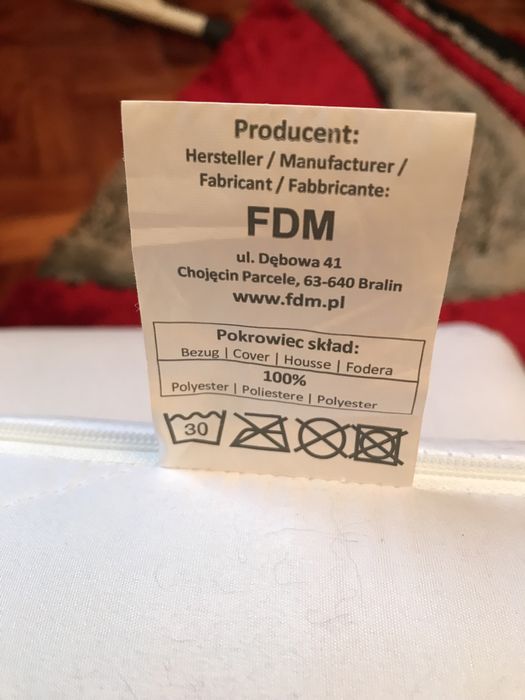 Producent:
Hersteller / Manufacturer /
Fabricant / Fabbricante:
FDM
ul. Dębowa 41
Chojęcin Parcele, 63-640 Bralin
www.fdm.pl
Pokrowiec skład:
Bezug | Cover | Housse | Fodera
100%
Polyester | Poliestere | Polyester
30